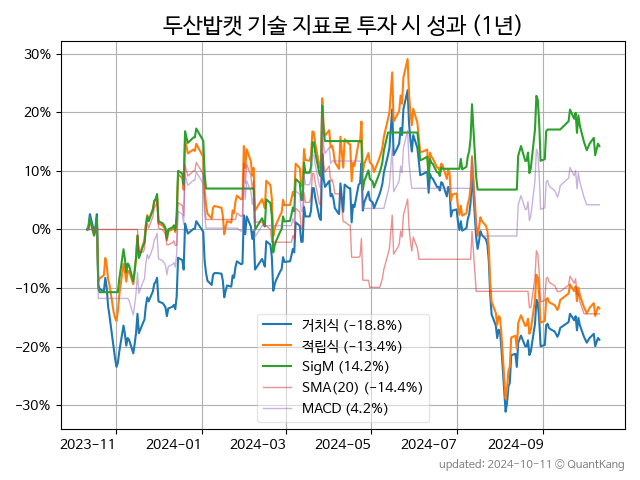 두산밥캣 기술 지표로 투자 시 성과 (1년)
30%
20%
10%
0%
−10%
−20%
−30%
거치식 (−18.8%)
적립식 (−13.4%)
SigM (14.2%)
SMA(20) (−14.4%)
MACD (4.2%)
2023-11 2024-01 2024-03 2024-05 2024-07 2024-09
updated: 2024-10-11 © QuantKang